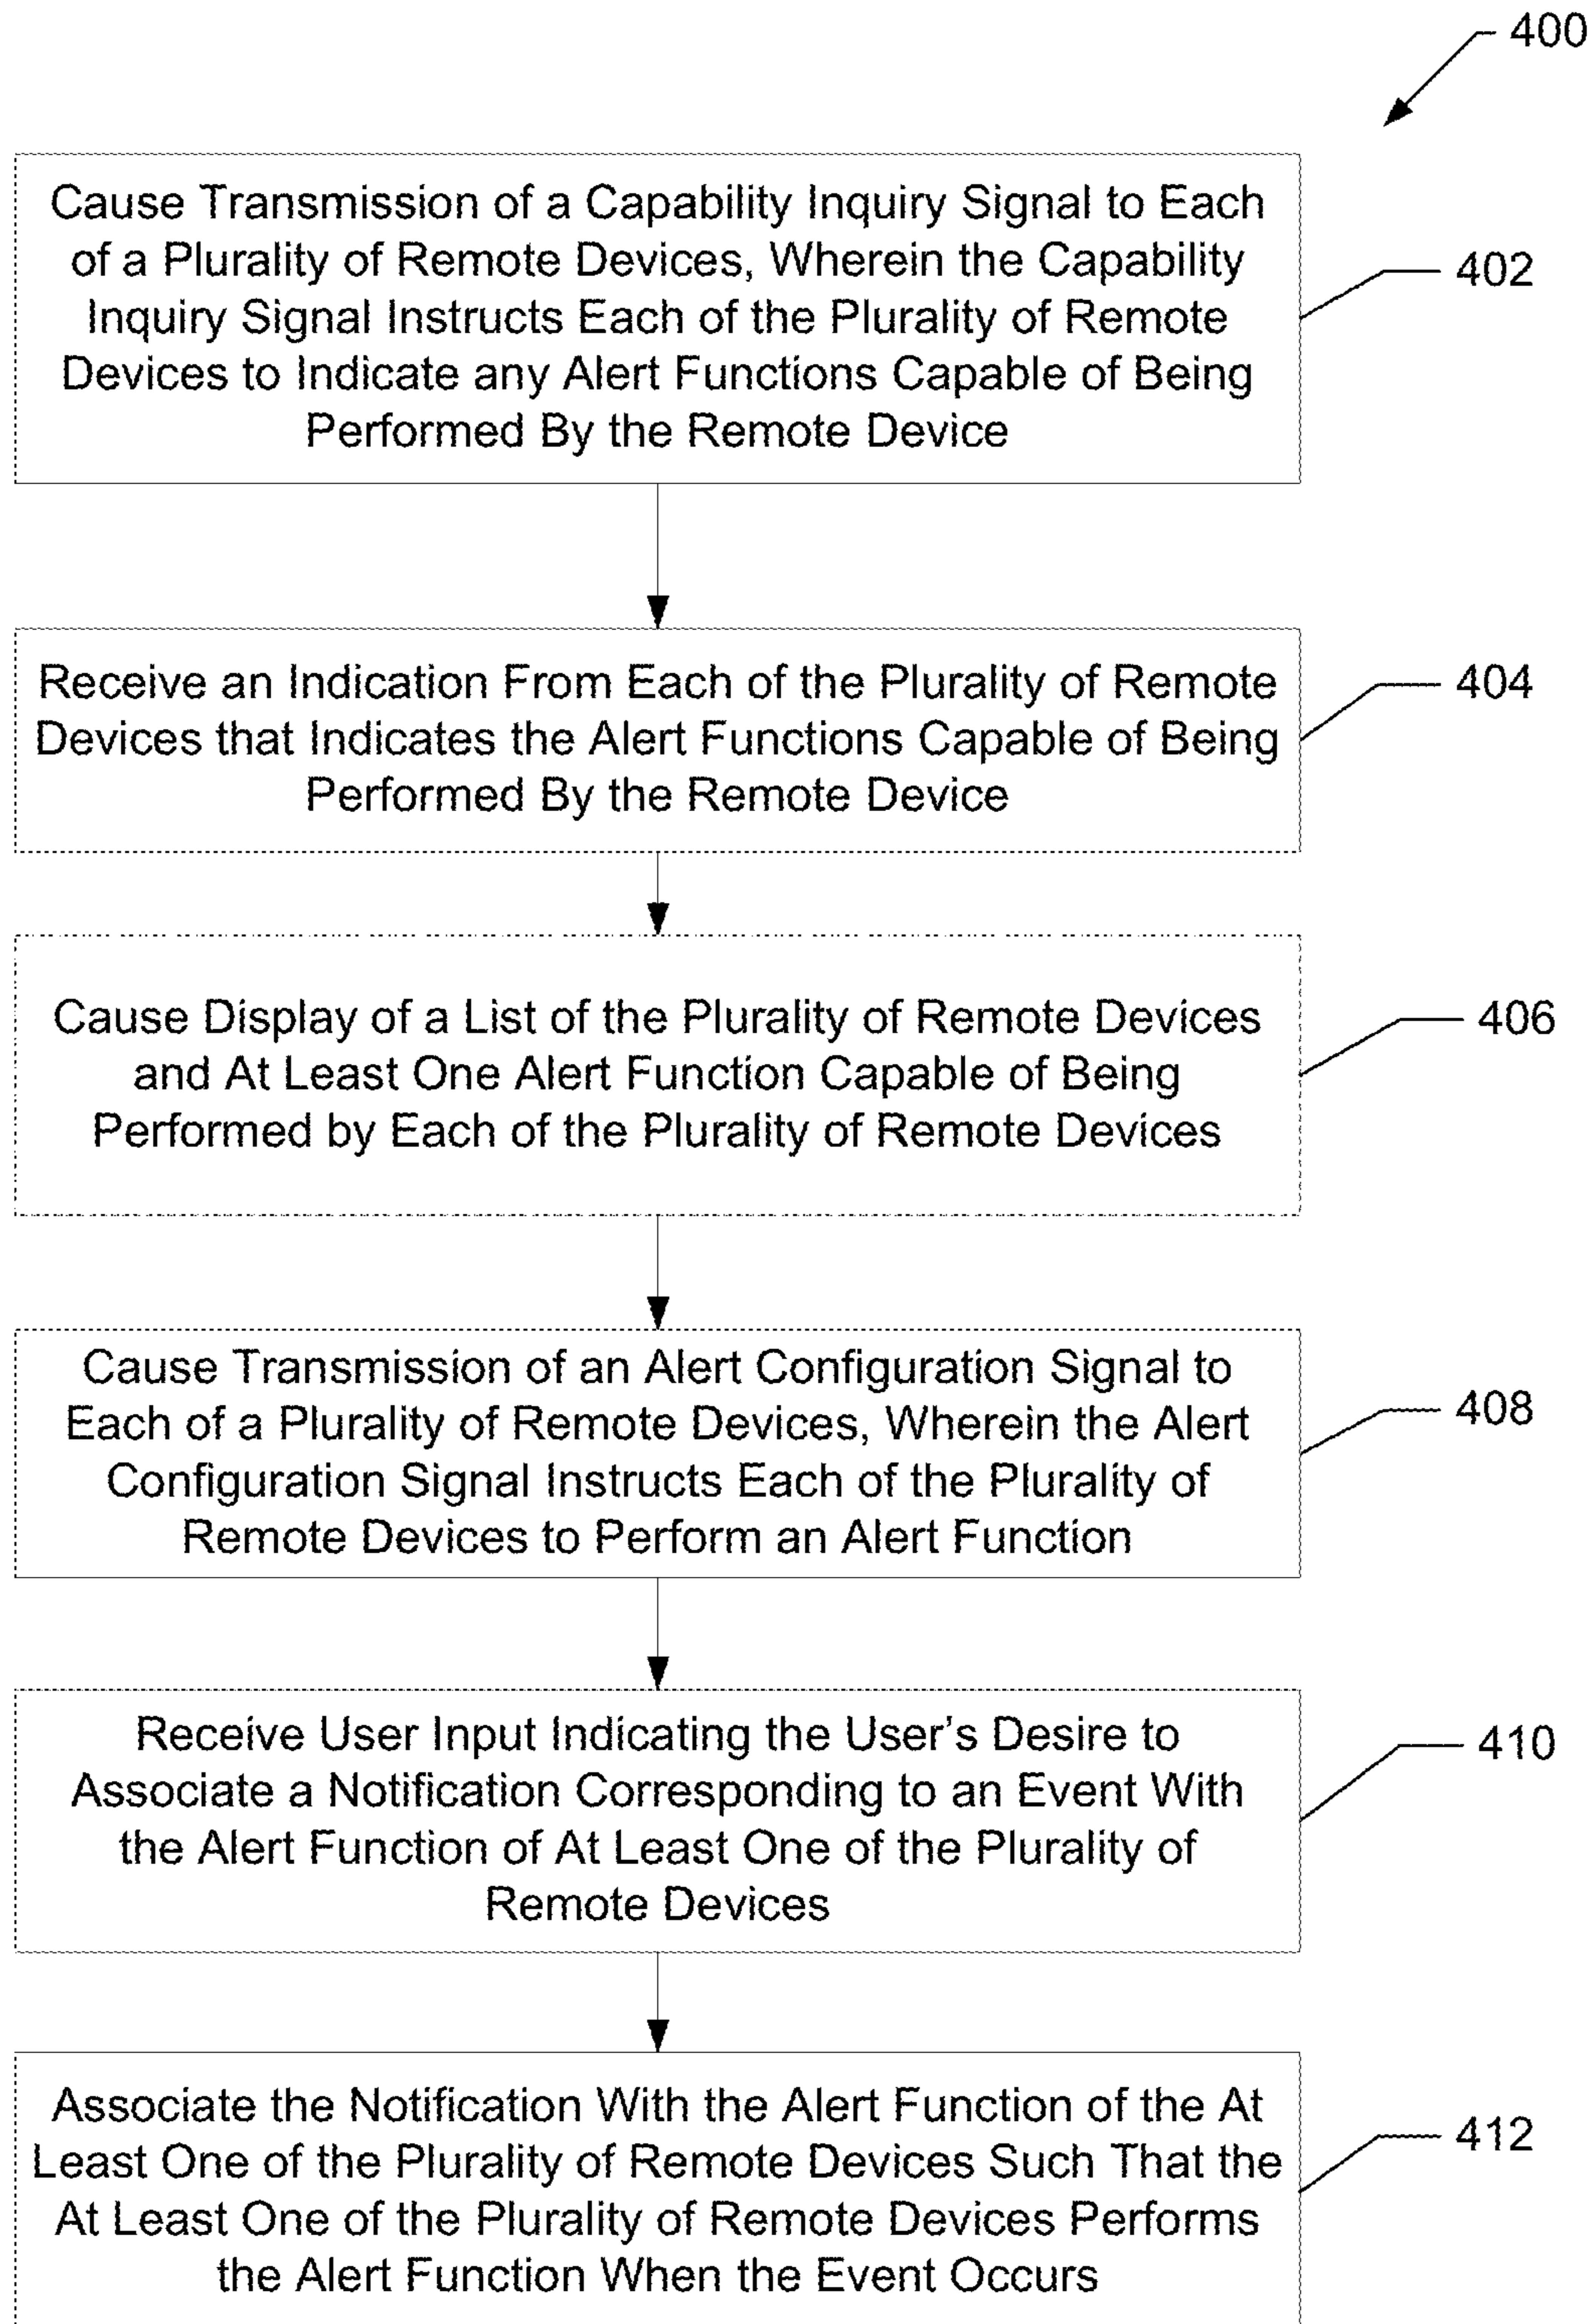 400
Cause Transmission of a Capability Inquiry Signal to Each
of a Plurality of Remote Devices, Wherein the Capability
Inquiry Signal Instructs Each of the Plurality of Remote
Devices to Indicate any Alert Functions Capable of Being
Performed By the Remote Device
402
Receive an Indication From Each of the Plurality of Remote
Devices that Indicates the Alert Functions Capable of Being
Performed By the Remote Device
404
Cause Display of a List of the Plurality of Remote Devices
and At Least One Alert Function Capable of Being
Performed by Each of the Plurality of Remote Devices
406
Cause Transmission of an Alert Configuration Signal to
Each of a Plurality of Remote Devices, Wherein the Alert
Configuration Signal Instructs Each of the Plurality of
Remote Devices to Perform an Alert Function
408
Receive User Input Indicating the User's Desire to
Associate a Notification Corresponding to an Event With
the Alert Function of At Least One of the Plurality of
Remote Devices
410
Associate the Notification With the Alert Function of the At
Least One of the Plurality of Remote Devices Such That the
At Least One of the Plurality of Remote Devices Performs
the Alert Function When the Event Occurs
412